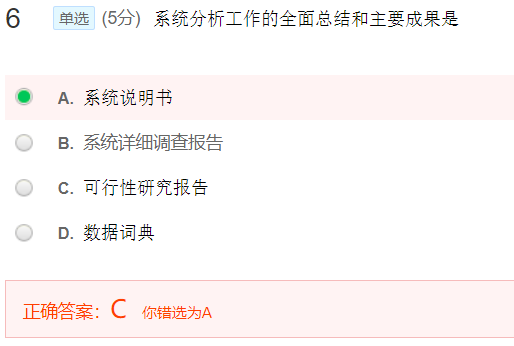 6 单选 (5分) 系统分析工作的全面总结和主要成果是
A. 系统说明书
B. 系统详细调查报告
C. 可行性研究报告
D. 数据词典
正确答案：C 你错选为A